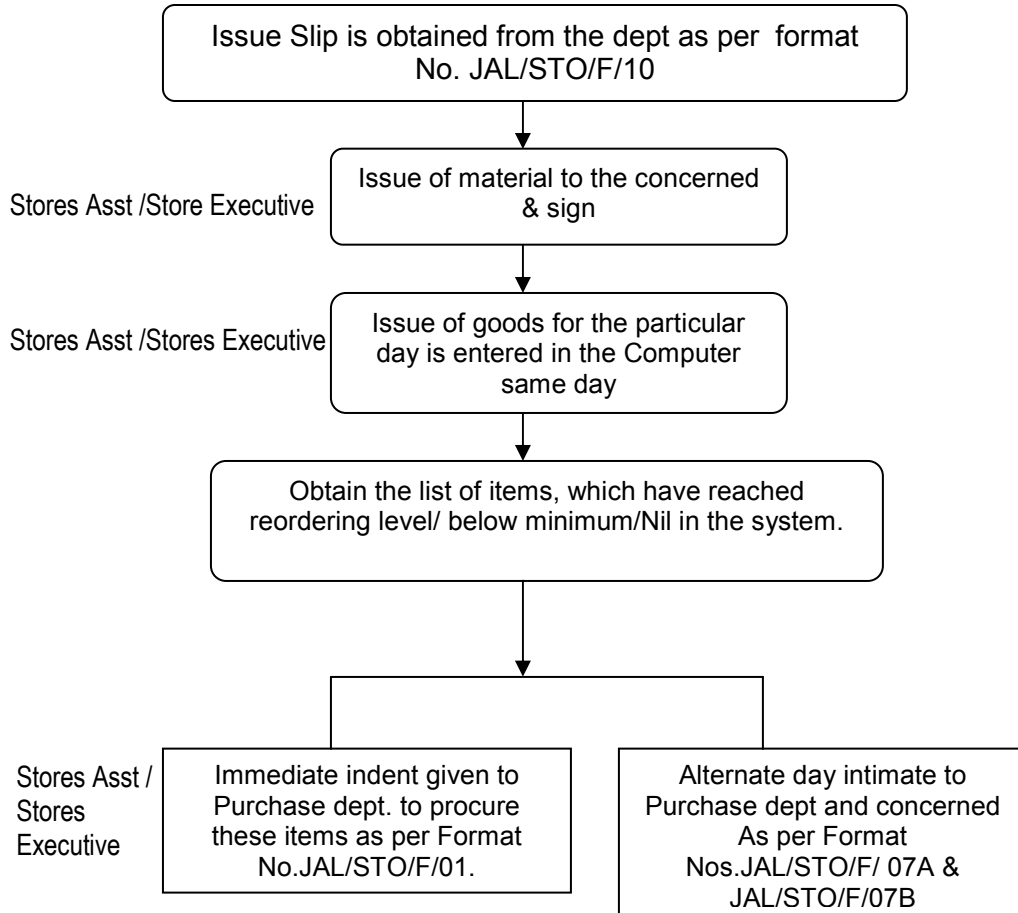 Issue Slip is obtained from the dept as per format
No. JAL/STO/F/10
Stores Asst /Store Executive
Issue of material to the concerned
& sign
Stores Asst /Stores Executive
Issue of goods for the particular
day is entered in the Computer
same day
Obtain the list of items, which have reached
reordering level/ below minimum/Nil in the system.
Stores Asst /
Stores
Executive
Immediate indent given to
Purchase dept. to procure
these items as per Format
No.JAL/STO/F/01.
Alternate day intimate to
Purchase dept and concerned
As per Format
Nos.JAL/STO/F/ 07A &
JAL/STO/F/07B